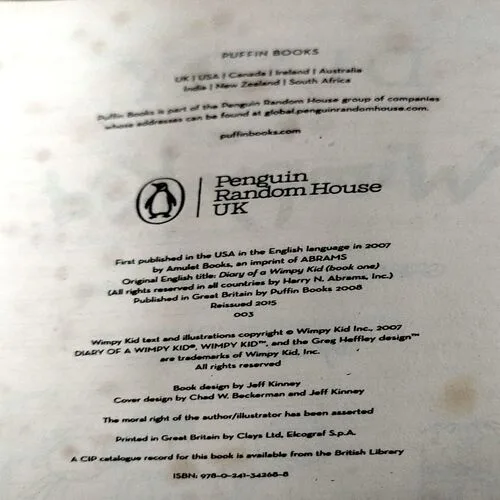 PUFFIN BOOKS
UK | USA | Canada | Ireland | Australia
India | New Zealand | South Africa
Puffin Books is part of the Penguin Random House group of companies
whose addresses can be found at global.penguinrandomhouse.com.
puffinbooks.com
Penguin
Random House
UK
First published in the USA in the English language in 2007
by Amulet Books, an imprint of ABRAMS
Original English title: Diary of a Wimpy Kid (book one)
(All rights reserved in all countries by Harry N. Abrams, Inc.)
Published in Great Britain by Puffin Books 2008
Reissued 2015
003
Wimpy Kid text and illustrations copyright © Wimpy Kid Inc., 2007
DIARY OF A WIMPY KID®, WIMPY KID™, and the Greg Heffley design™
are trademarks of Wimpy Kid, Inc.
All rights reserved
Book design by Jeff Kinney
Cover design by Chad W. Beckerman and Jeff Kinney
The moral right of the author/illustrator has been asserted
Printed in Great Britain by Clays Ltd, Elcograf S.p.A.
A CIP catalogue record for this book is available from the British Library
ISBN: 978-0-241-34268-8